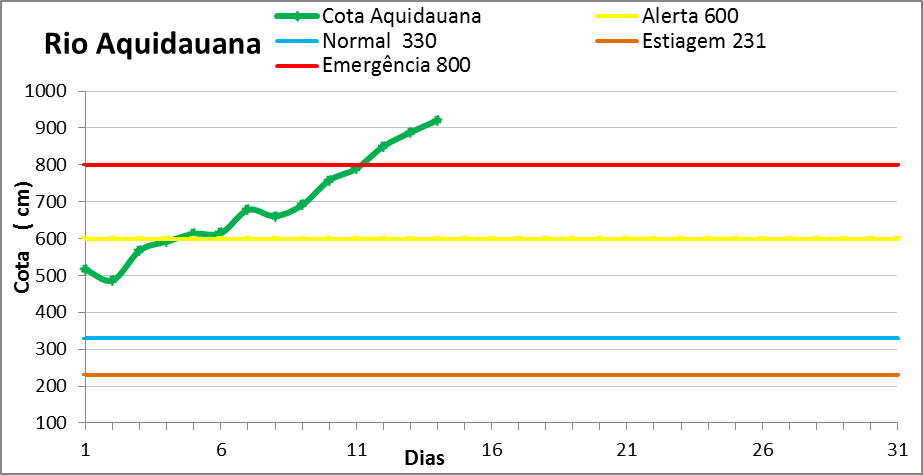 Rio Aquidauana
Cota Aquidauana
Alerta 600
Normal  330
Estiagem 231
Emergência 800
Cota ( cm)
1000
900
800
700
600
500
400
300
200
100
1 6 11 16 21 26 31
Dias